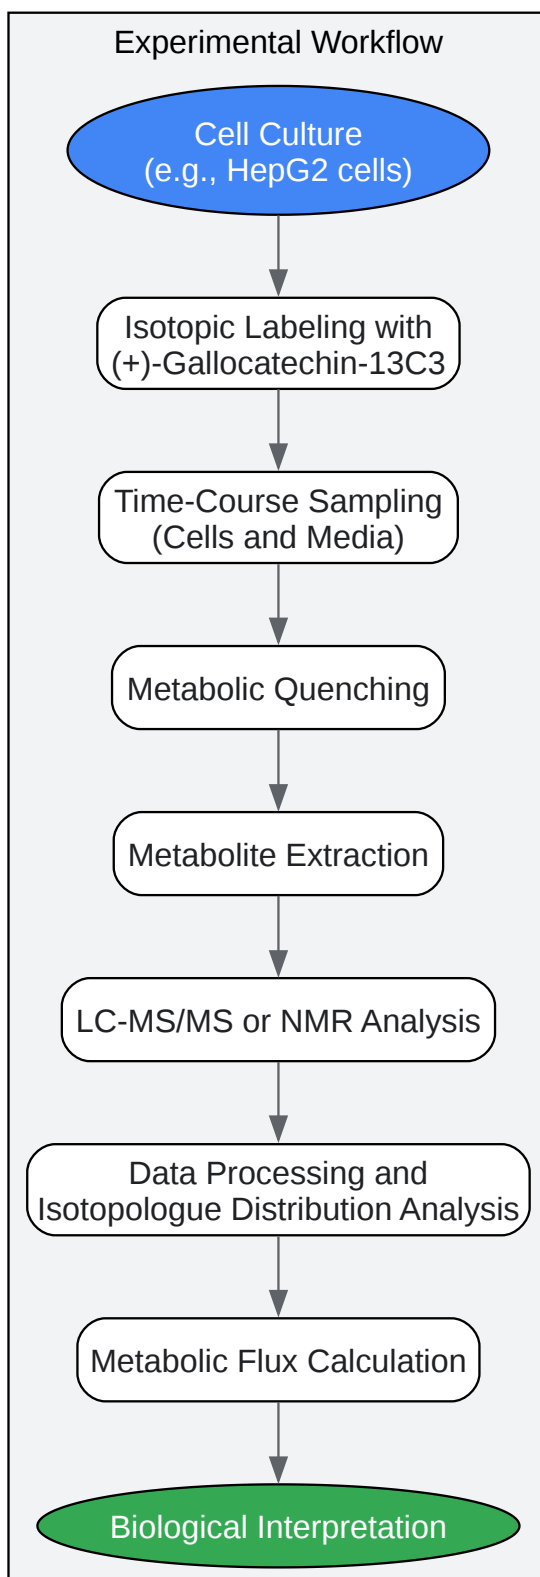 Experimental Workflow
Cell Culture
(e.g., HepG2 cells)
Isotopic Labeling with
(+)-Gallocatechin-13C3
Time-Course Sampling
(Cells and Media)
Metabolic Quenching
Metabolite Extraction
LC-MS/MS or NMR Analysis
Data Processing and
Isotopologue Distribution Analysis
Metabolic Flux Calculation
Biological Interpretation